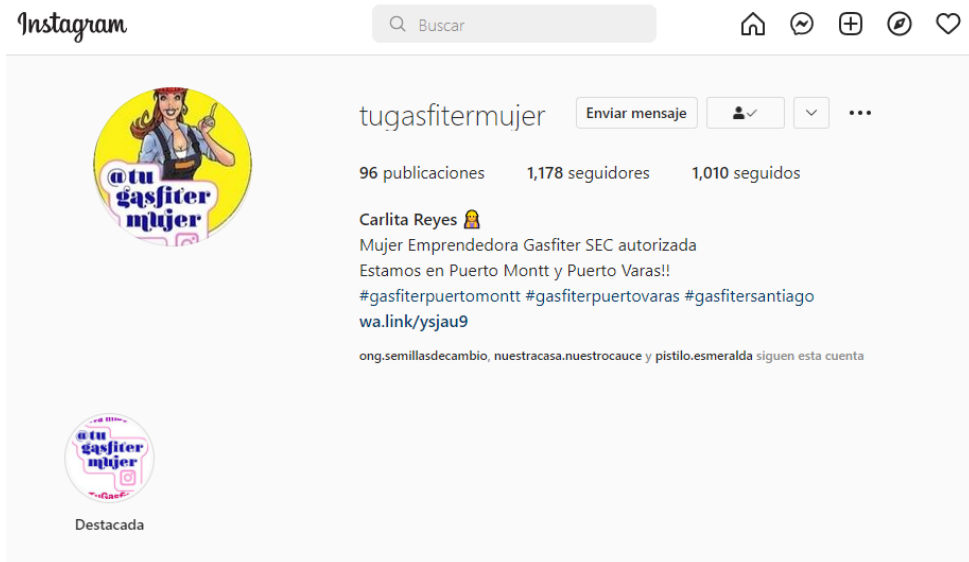 Instagram
Buscar
tugasfitermujer
Enviar mensaje
96 publicaciones 1,178 seguidores 1,010 seguidos
@tu
gasfiter
mujer
Carlita Reyes
Mujer Emprendedora Gasfiter SEC autorizada
Estamos en Puerto Montt y Puerto Varas!!
#gasfiterpuertomontt #gasfiterpuertovaras #gasfitersantiago
wa.link/ysjau9
ong.semillasdecambio, nuestracasa.nuestrocauce y pistilo.esmeralda siguen esta cuenta
@tu
gasfiter
mujer
Destacada